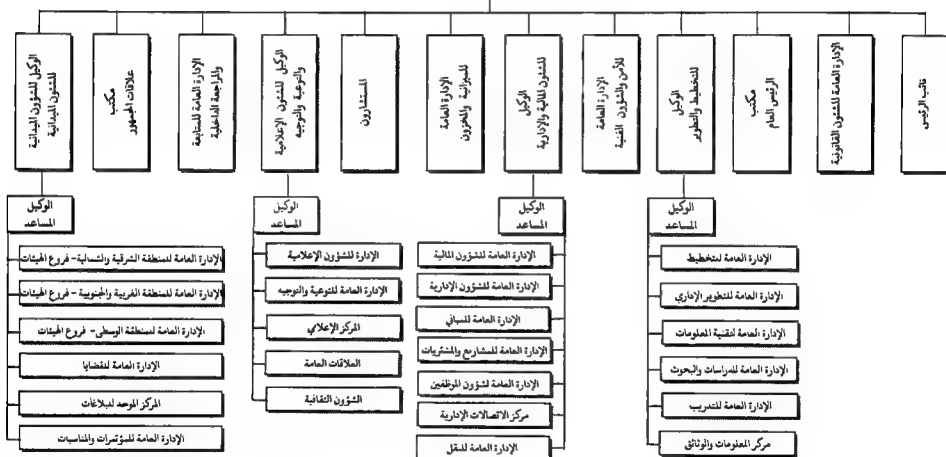 نائب الرئيس
الإدارة العامة للشئون القانونية
مكتب
الرئيس العام
الوكيل
للتخطيط والتطوير
الإدارة العامة
للأمن والشؤون الفنية
الوكيل
للشئون المالية والإدارية
الإدارة العامة
للميزانية والمخزون
المستشارون
الوكيل للشئون الإعلامية
والتوعية والتوجيه
الإدارة العامة للمتابعة
والمراجعة الداخلية
مكتب
علاقات الجمهور
الوكيل للشؤون الميدانية
للشئون الميدانية
الوكيل
المساعد
الإدارة العامة للتخطيط
الإدارة العامة للتطوير الإداري
الإدارة العامة لتقنية المعلومات
الإدارة العامة للدراسات والبحوث
الإدارة العامة للتدريب
مركز المعلومات والوثائق
الوكيل
المساعد
الإدارة العامة للشؤون المالية
الإدارة العامة للشؤون الإدارية
الإدارة العامة للمباني
الإدارة العامة للمشاريع والمشتريات
الإدارة العامة لشؤون الموظفين
مركز الاتصالات الإدارية
الإدارة العامة للنقل
الوكيل
المساعد
الإدارة للشؤون الإعلامية
الإدارة العامة للتوعية والتوجيه
المركز الإعلامي
العلاقات العامة
الشؤون الثقافية
الوكيل
المساعد
الإدارة العامة للمنطقة الشرقية والشمالية – فروع الهيئات
الإدارة العامة للمنطقة الغربية والجنوبية – فروع الهيئات
الإدارة العامة للمنطقة الوسطى – فروع الهيئات
الإدارة العامة للقضايا
المركز الموحد للبلاغات
الإدارة العامة للمؤتمرات والمناسبات